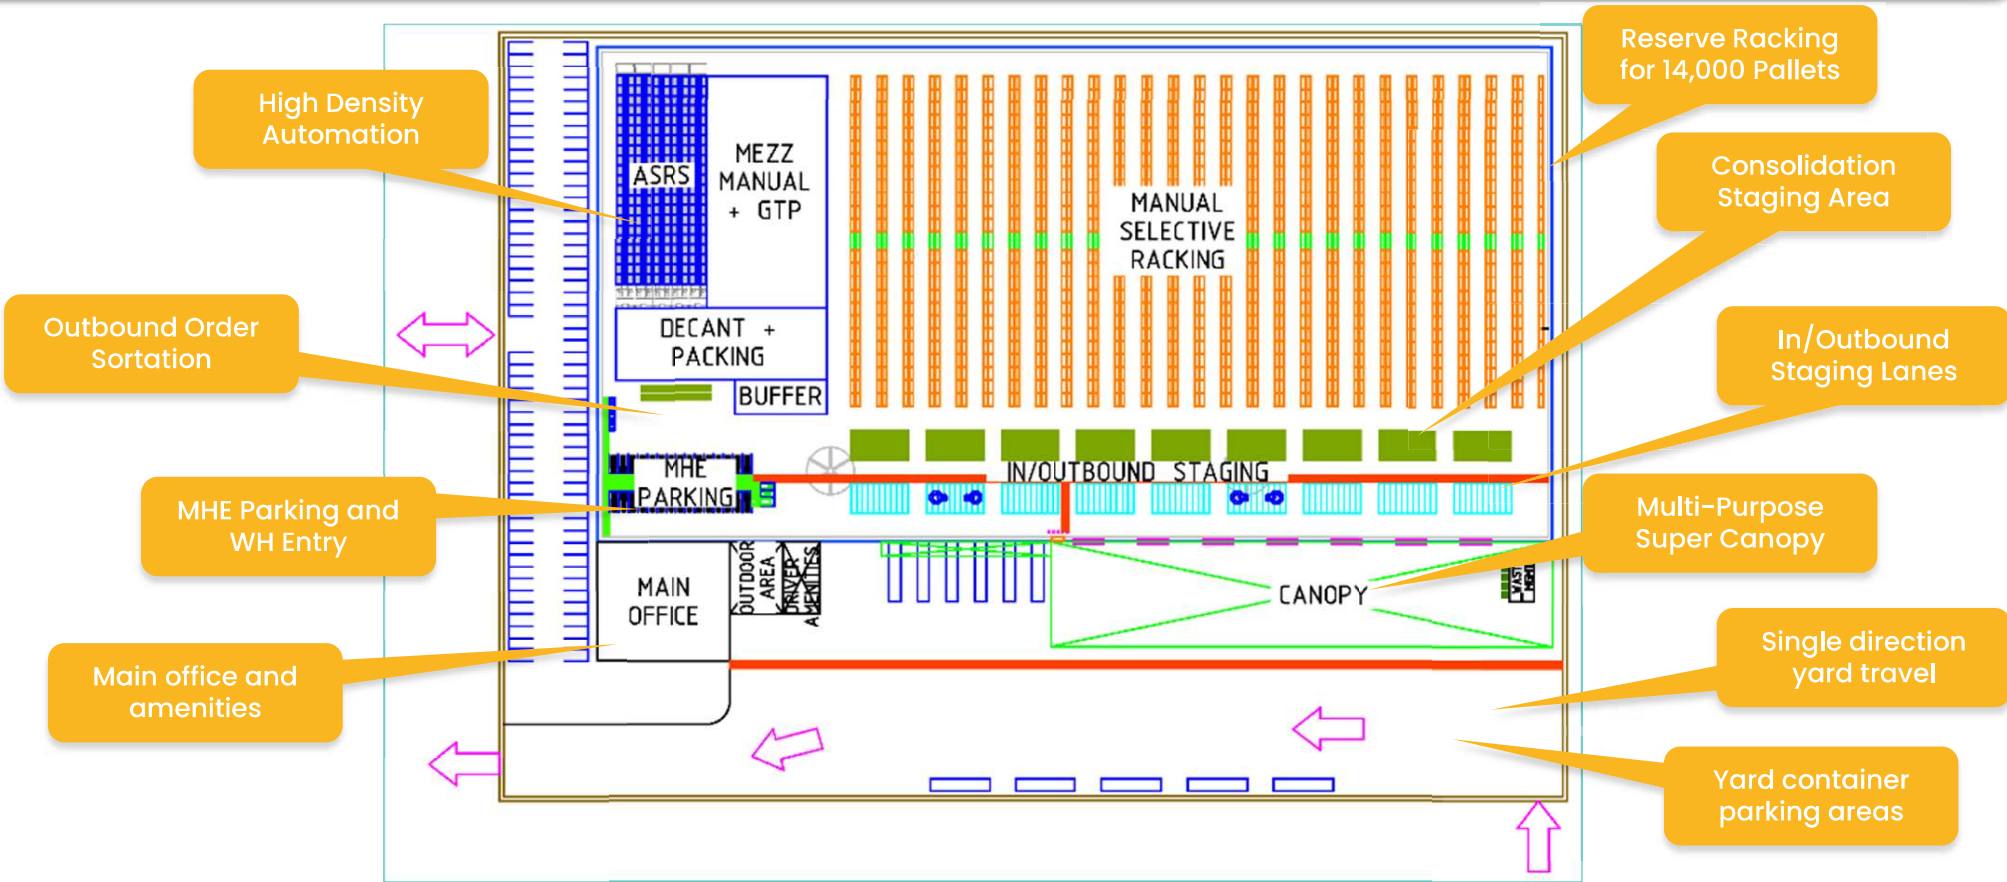 Reserve Racking
for 14,000 Pallets
High Density
Automation
ASRS
MEZZ
MANUAL
+ GTP
MANUAL
SELECTIVE
RACKING
Consolidation
Staging Area
Outbound Order
Sortation
DECANT +
PACKING
BUFFER
In/Outbound
Staging Lanes
MHE
PARKING
IN/OUTBOUND STAGING
MHE Parking and
WH Entry
Multi-Purpose
Super Canopy
MAIN
OFFICE
OUTDOOR
AREA
DRIVER
AMENITIES
CANOPY
Main office and
amenities
Single direction
yard travel
Yard container
parking areas